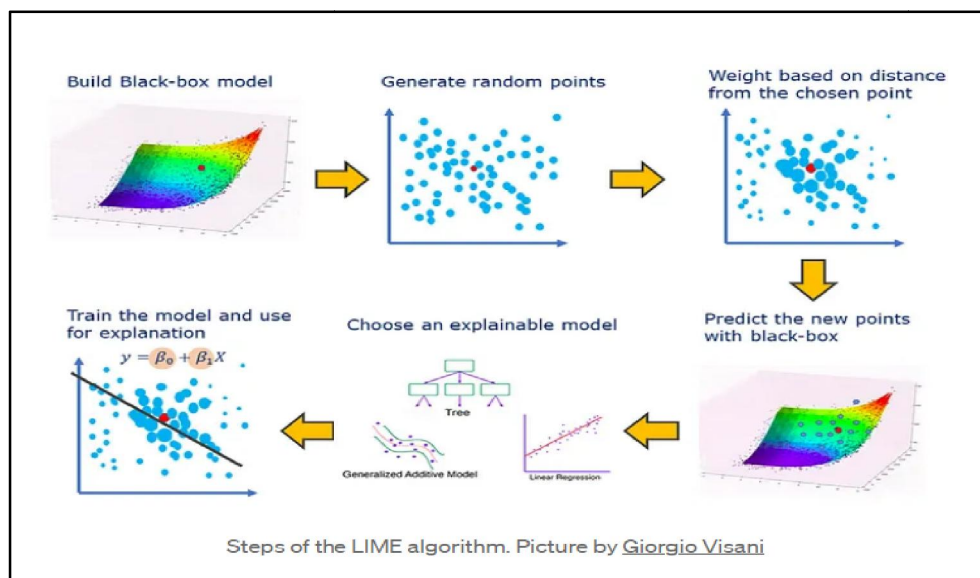 Build Black-box model
Generate random points
Weight based on distance
from the chosen point
Predict the new points
with black-box
Choose an explainable model
Tree
Generalized Additive Model
Linear Regression
Train the model and use
for explanation
y = β₀ + β₁X
Steps of the LIME algorithm. Picture by Giorgio Visani